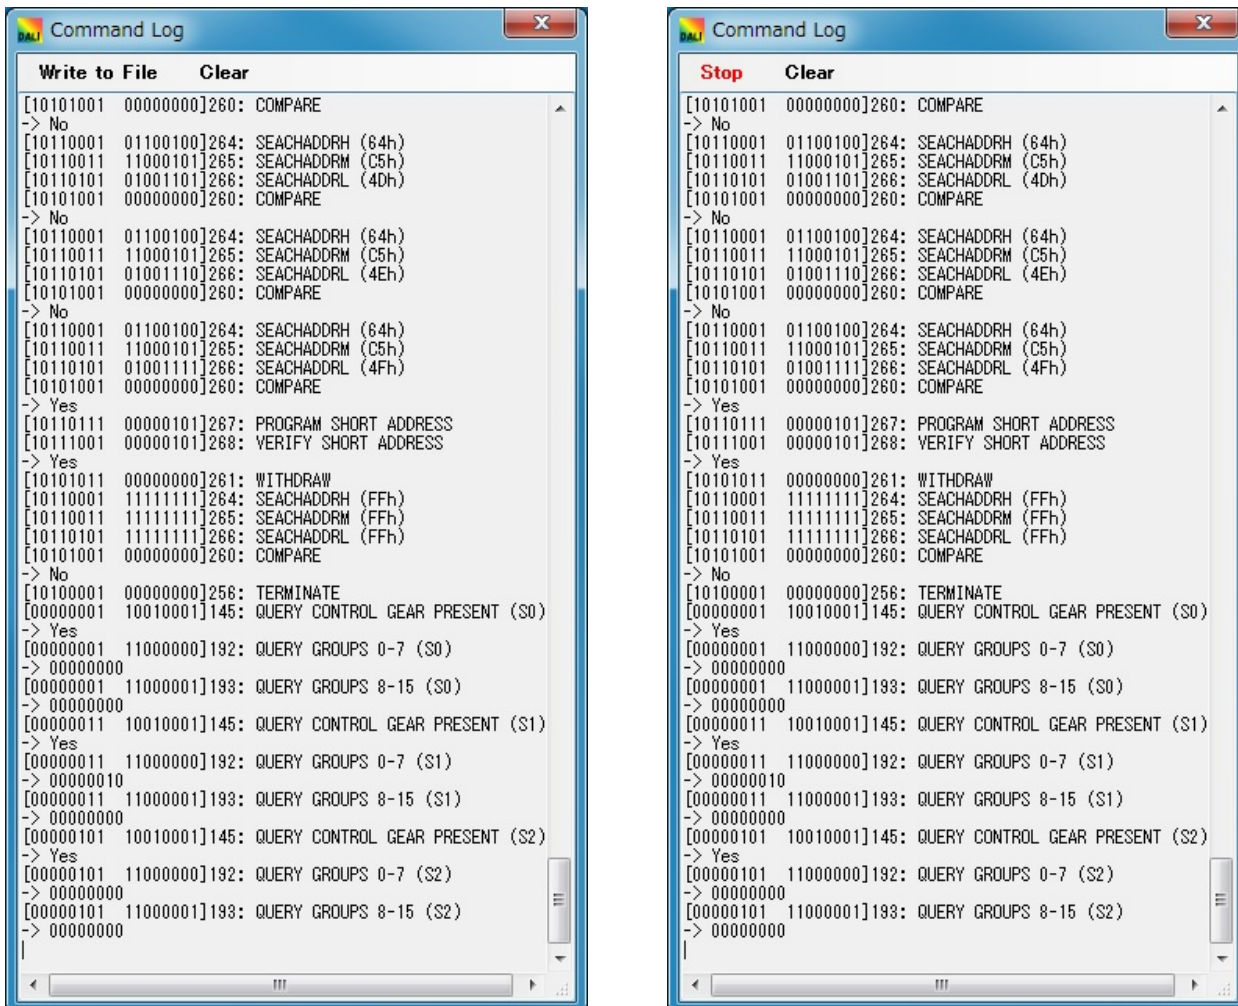 DALI Command Log
Write to File Clear
[10101001 00000000]260: COMPARE
-> No
[10110001 01100100]264: SEACHADDRH (64h)
[10110011 11000101]265: SEACHADDRM (C5h)
[10110101 01001101]266: SEACHADDRL (4Dh)
[10101001 00000000]260: COMPARE
-> No
[10110001 01100100]264: SEACHADDRH (64h)
[10110011 11000101]265: SEACHADDRM (C5h)
[10110101 01001110]266: SEACHADDRL (4Eh)
[10101001 00000000]260: COMPARE
-> No
[10110001 01100100]264: SEACHADDRH (64h)
[10110011 11000101]265: SEACHADDRM (C5h)
[10110101 01001111]266: SEACHADDRL (4Fh)
[10101001 00000000]260: COMPARE
-> Yes
[10110111 00000101]267: PROGRAM SHORT ADDRESS
[10111001 00000101]268: VERIFY SHORT ADDRESS
-> Yes
[10101011 00000000]261: WITHDRAW
[10110001 11111111]264: SEACHADDRH (FFh)
[10110011 11111111]265: SEACHADDRM (FFh)
[10110101 11111111]266: SEACHADDRL (FFh)
[10101001 00000000]260: COMPARE
-> No
[10100001 00000000]256: TERMINATE
[00000001 10010001]145: QUERY CONTROL GEAR PRESENT (S0)
-> Yes
[00000001 11000000]192: QUERY GROUPS 0-7 (S0)
-> 00000000
[00000001 11000001]193: QUERY GROUPS 8-15 (S0)
-> 00000000
[00000011 10010001]145: QUERY CONTROL GEAR PRESENT (S1)
-> Yes
[00000011 11000000]192: QUERY GROUPS 0-7 (S1)
-> 00000010
[00000011 11000001]193: QUERY GROUPS 8-15 (S1)
-> 00000000
[00000101 10010001]145: QUERY CONTROL GEAR PRESENT (S2)
-> Yes
[00000101 11000000]192: QUERY GROUPS 0-7 (S2)
-> 00000000
[00000101 11000001]193: QUERY GROUPS 8-15 (S2)
-> 00000000
DALI Command Log
Stop Clear
[10101001 00000000]260: COMPARE
-> No
[10110001 01100100]264: SEACHADDRH (64h)
[10110011 11000101]265: SEACHADDRM (C5h)
[10110101 01001101]266: SEACHADDRL (4Dh)
[10101001 00000000]260: COMPARE
-> No
[10110001 01100100]264: SEACHADDRH (64h)
[10110011 11000101]265: SEACHADDRM (C5h)
[10110101 01001110]266: SEACHADDRL (4Eh)
[10101001 00000000]260: COMPARE
-> No
[10110001 01100100]264: SEACHADDRH (64h)
[10110011 11000101]265: SEACHADDRM (C5h)
[10110101 01001111]266: SEACHADDRL (4Fh)
[10101001 00000000]260: COMPARE
-> Yes
[10110111 00000101]267: PROGRAM SHORT ADDRESS
[10111001 00000101]268: VERIFY SHORT ADDRESS
-> Yes
[10101011 00000000]261: WITHDRAW
[10110001 11111111]264: SEACHADDRH (FFh)
[10110011 11111111]265: SEACHADDRM (FFh)
[10110101 11111111]266: SEACHADDRL (FFh)
[10101001 00000000]260: COMPARE
-> No
[10100001 00000000]256: TERMINATE
[00000001 10010001]145: QUERY CONTROL GEAR PRESENT (S0)
-> Yes
[00000001 11000000]192: QUERY GROUPS 0-7 (S0)
-> 00000000
[00000001 11000001]193: QUERY GROUPS 8-15 (S0)
-> 00000000
[00000011 10010001]145: QUERY CONTROL GEAR PRESENT (S1)
-> Yes
[00000011 11000000]192: QUERY GROUPS 0-7 (S1)
-> 00000010
[00000011 11000001]193: QUERY GROUPS 8-15 (S1)
-> 00000000
[00000101 10010001]145: QUERY CONTROL GEAR PRESENT (S2)
-> Yes
[00000101 11000000]192: QUERY GROUPS 0-7 (S2)
-> 00000000
[00000101 11000001]193: QUERY GROUPS 8-15 (S2)
-> 00000000